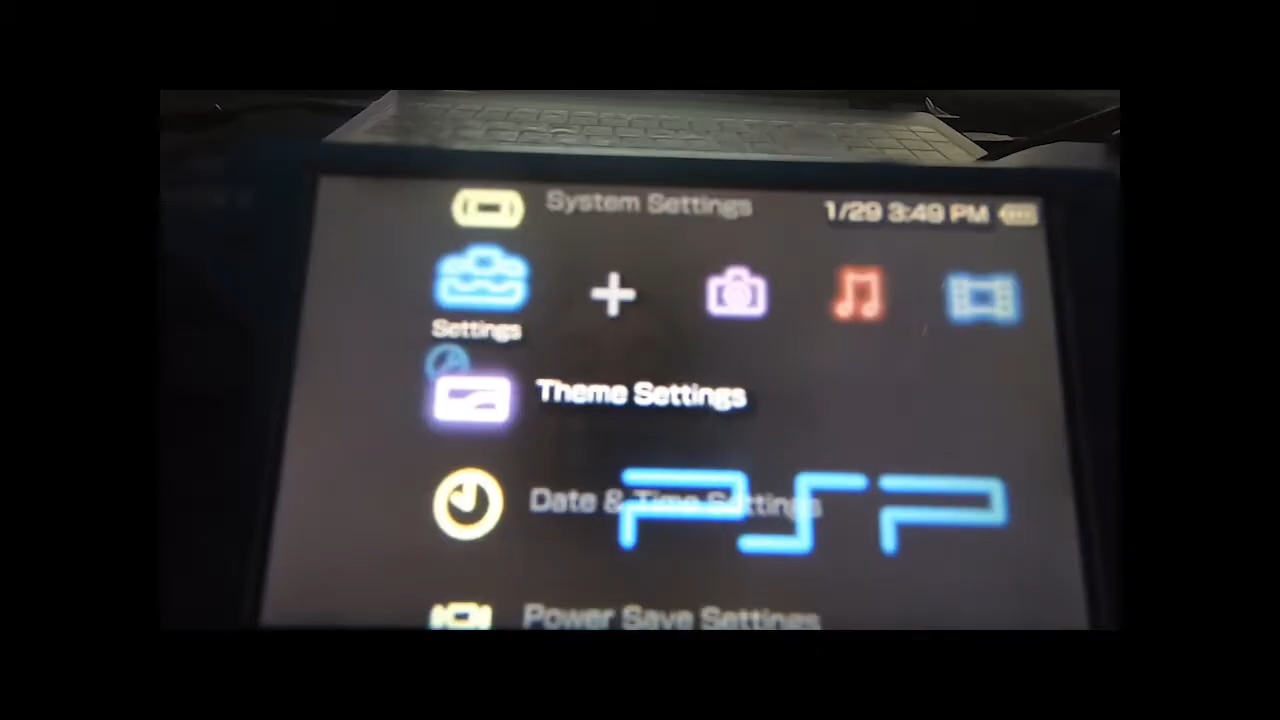 System Settings
1/29 3:49 PM
Settings
Theme Settings
Date & Time Settings
PSP
Power Save Settings